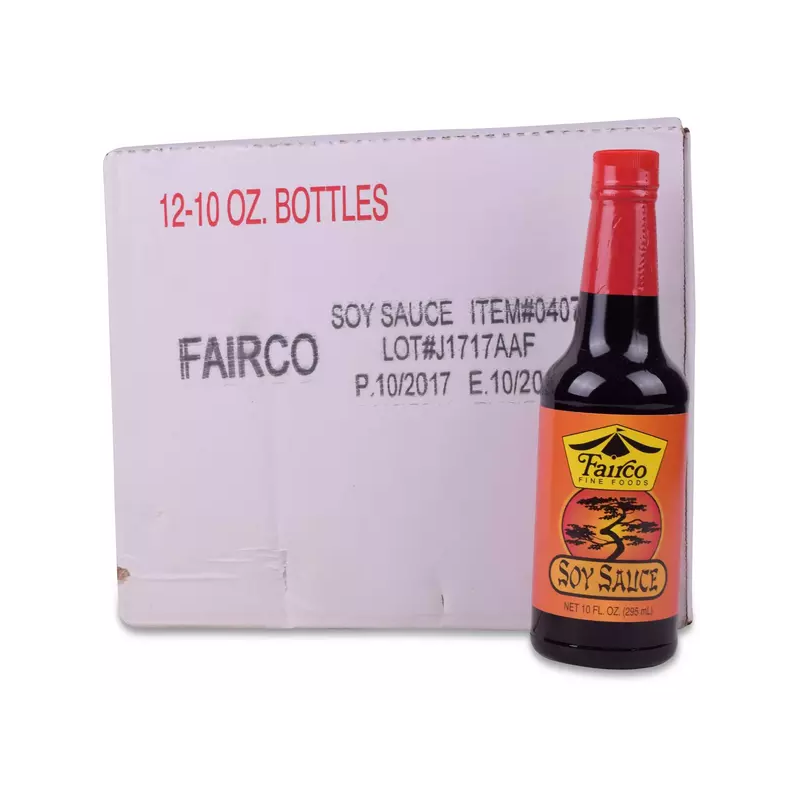 12-10 OZ. BOTTLES
SOY SAUCE ITEM#0407
FAIRCO
LOT#J1717AAF
P.10/2017 E.10/20
Fairco
FINE FOODS
SOY SAUCE
NET 10 FL. OZ. (295 mL)